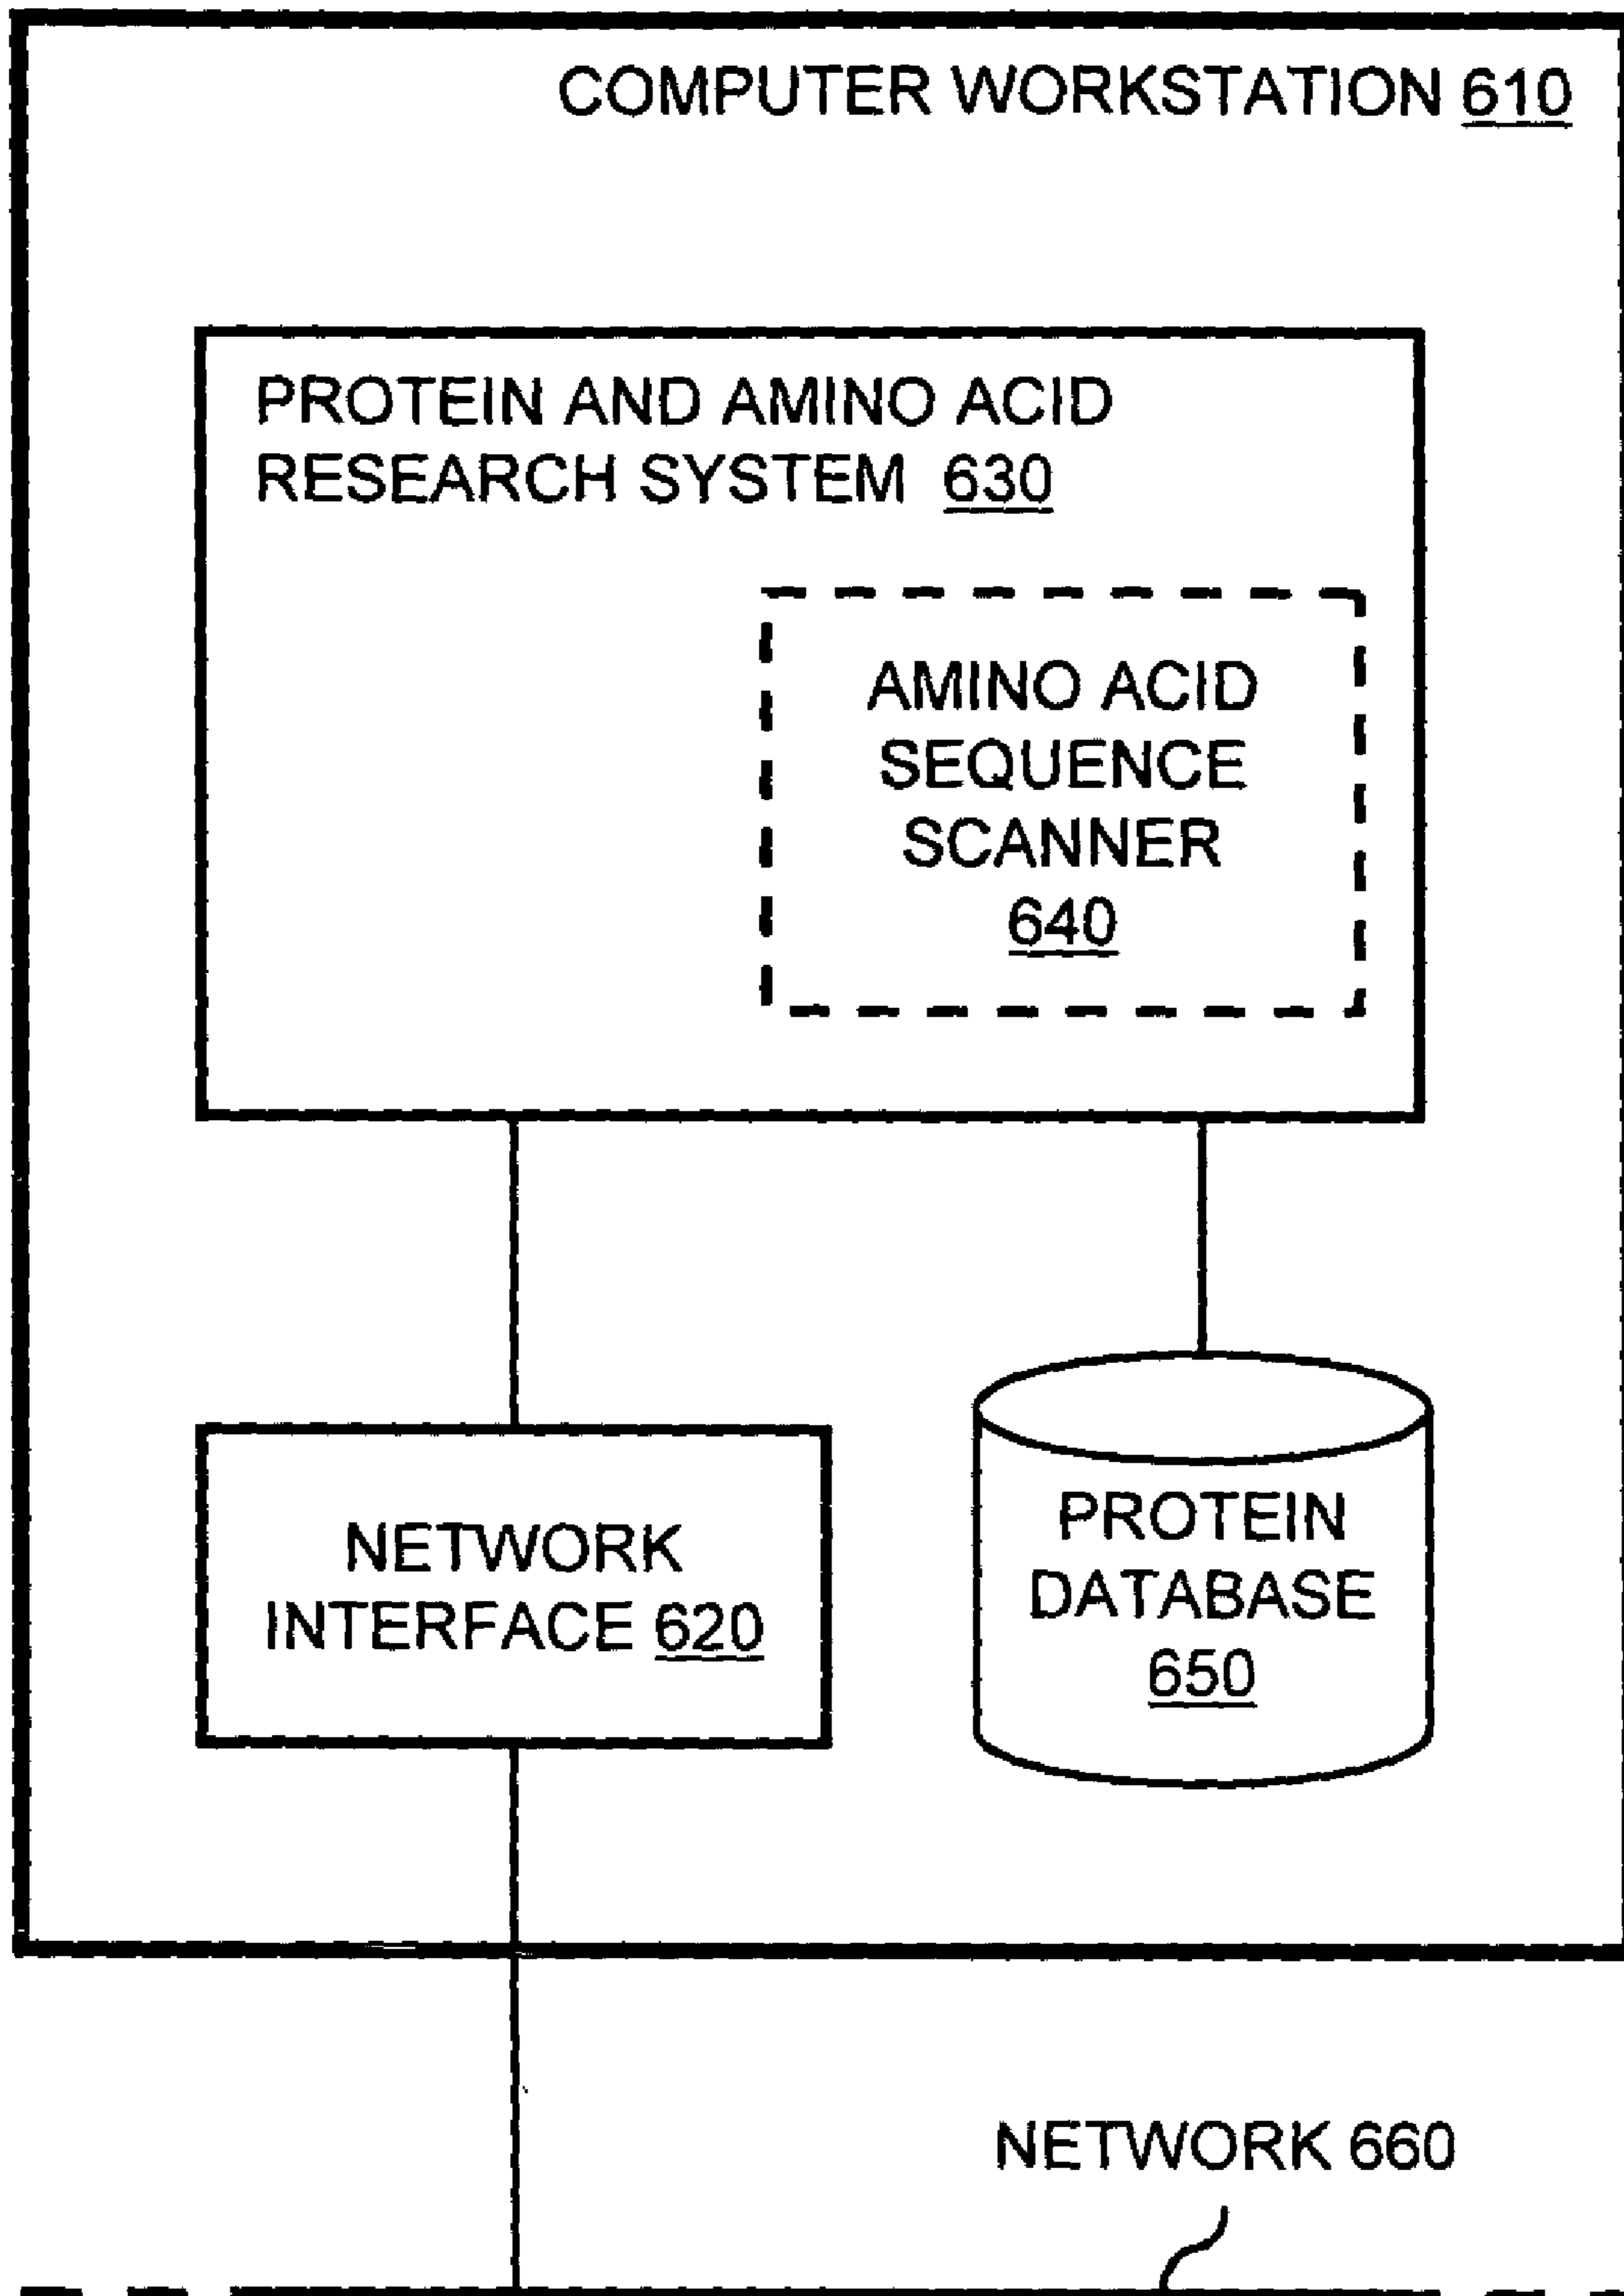 COMPUTER WORKSTATION 610
PROTEIN AND AMINO ACID
RESEARCH SYSTEM 630
AMINO ACID
SEQUENCE
SCANNER
640
NETWORK
INTERFACE 620
PROTEIN
DATABASE
650
NETWORK 660